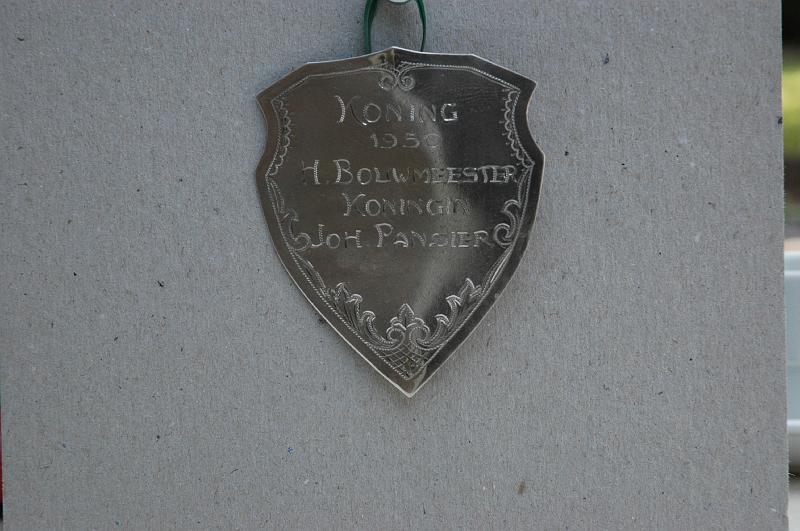 KONING
1950
H. BOUWMEESTER
KONINGIN
JOH. PANSIER